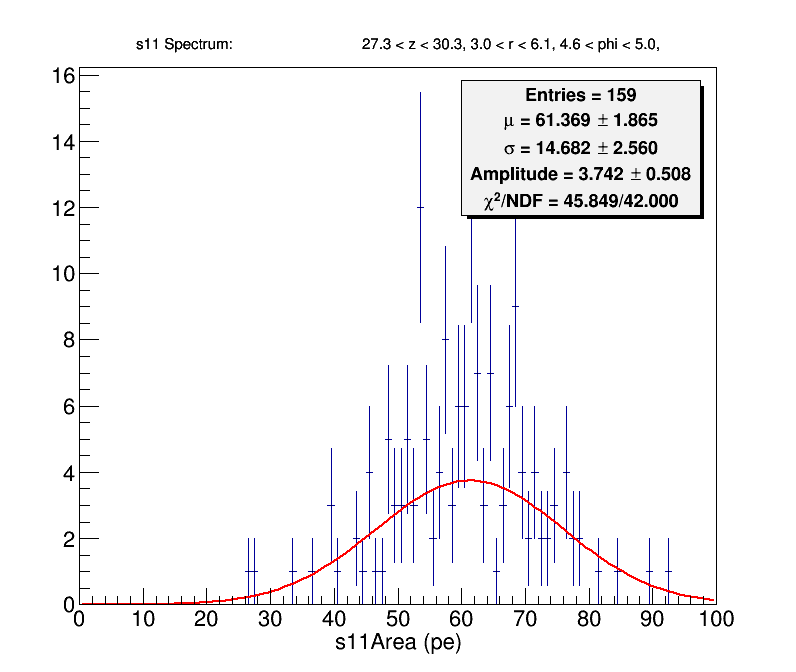 s11 Spectrum: 27.3 < z < 30.3, 3.0 < r < 6.1, 4.6 < phi < 5.0,
Entries = 159
μ = 61.369 ± 1.865
σ = 14.682 ± 2.560
Amplitude = 3.742 ± 0.508
χ²/NDF = 45.849/42.000
16
14
12
10
8
6
4
2
0
0 10 20 30 40 50 60 70 80 90 100
s11Area (pe)